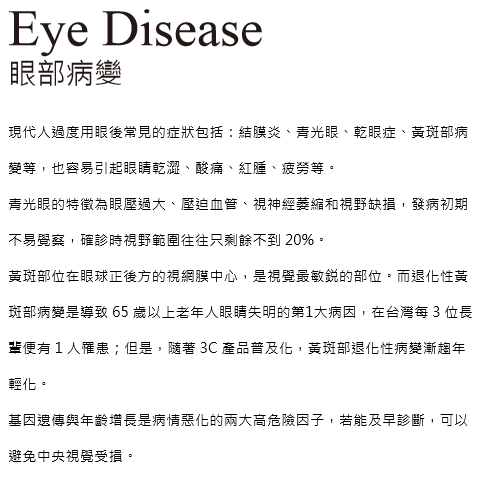 Eye Disease
眼部病變
現代人過度用眼後常見的症狀包括：結膜炎、青光眼、乾眼症、黃斑部病
變等，也容易引起眼睛乾澀、酸痛、紅腫、疲勞等。
青光眼的特徵為眼壓過大、壓迫血管、視神經萎縮和視野缺損，發病初期
不易覺察，確診時視野範圍往往只剩餘不到 20%。
黃斑部位在眼球正後方的視網膜中心，是視覺最敏銳的部位。而退化性黃
斑部病變是導致 65 歲以上老年人眼睛失明的第1大病因，在台灣每 3 位長
輩便有 1 人罹患；但是，隨著 3C 產品普及化，黃斑部退化性病變漸趨年
輕化。
基因遺傳與年齡增長是病情惡化的兩大高危險因子，若能及早診斷，可以
避免中央視覺受損。